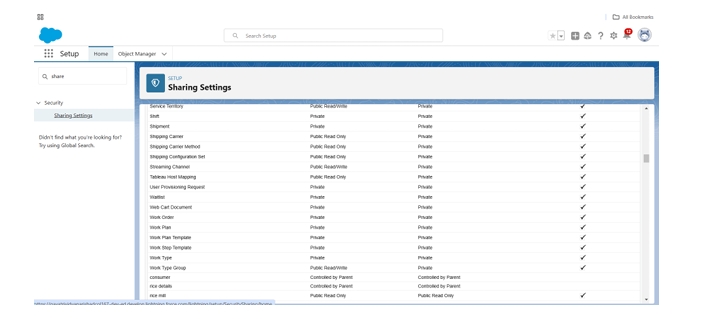 All Bookmarks
Search Setup
12
Setup Home Object Manager
share
SETUP
Sharing Settings
Security
Sharing Settings
Didn't find what you're looking for?
Try using Global Search.
Service Territory Public Read/Write Private ✓
Shift Private Private ✓
Shipment Private Private ✓
Shipping Carrier Public Read Only Private ✓
Shipping Carrier Method Public Read Only Private ✓
Shipping Configuration Set Public Read Only Private ✓
Streaming Channel Public Read/Write Private ✓
Tableau Host Mapping Public Read Only Private ✓
User Provisioning Request Private Private ✓
Waitlist Private Private ✓
Web Cart Document Private Private ✓
Work Order Private Private ✓
Work Plan Private Private ✓
Work Plan Template Private Private ✓
Work Step Template Private Private ✓
Work Type Private Private ✓
Work Type Group Public Read/Write Private ✓
consumer Controlled by Parent Controlled by Parent
rice details Controlled by Parent Controlled by Parent
rice mill Public Read Only Public Read Only ✓